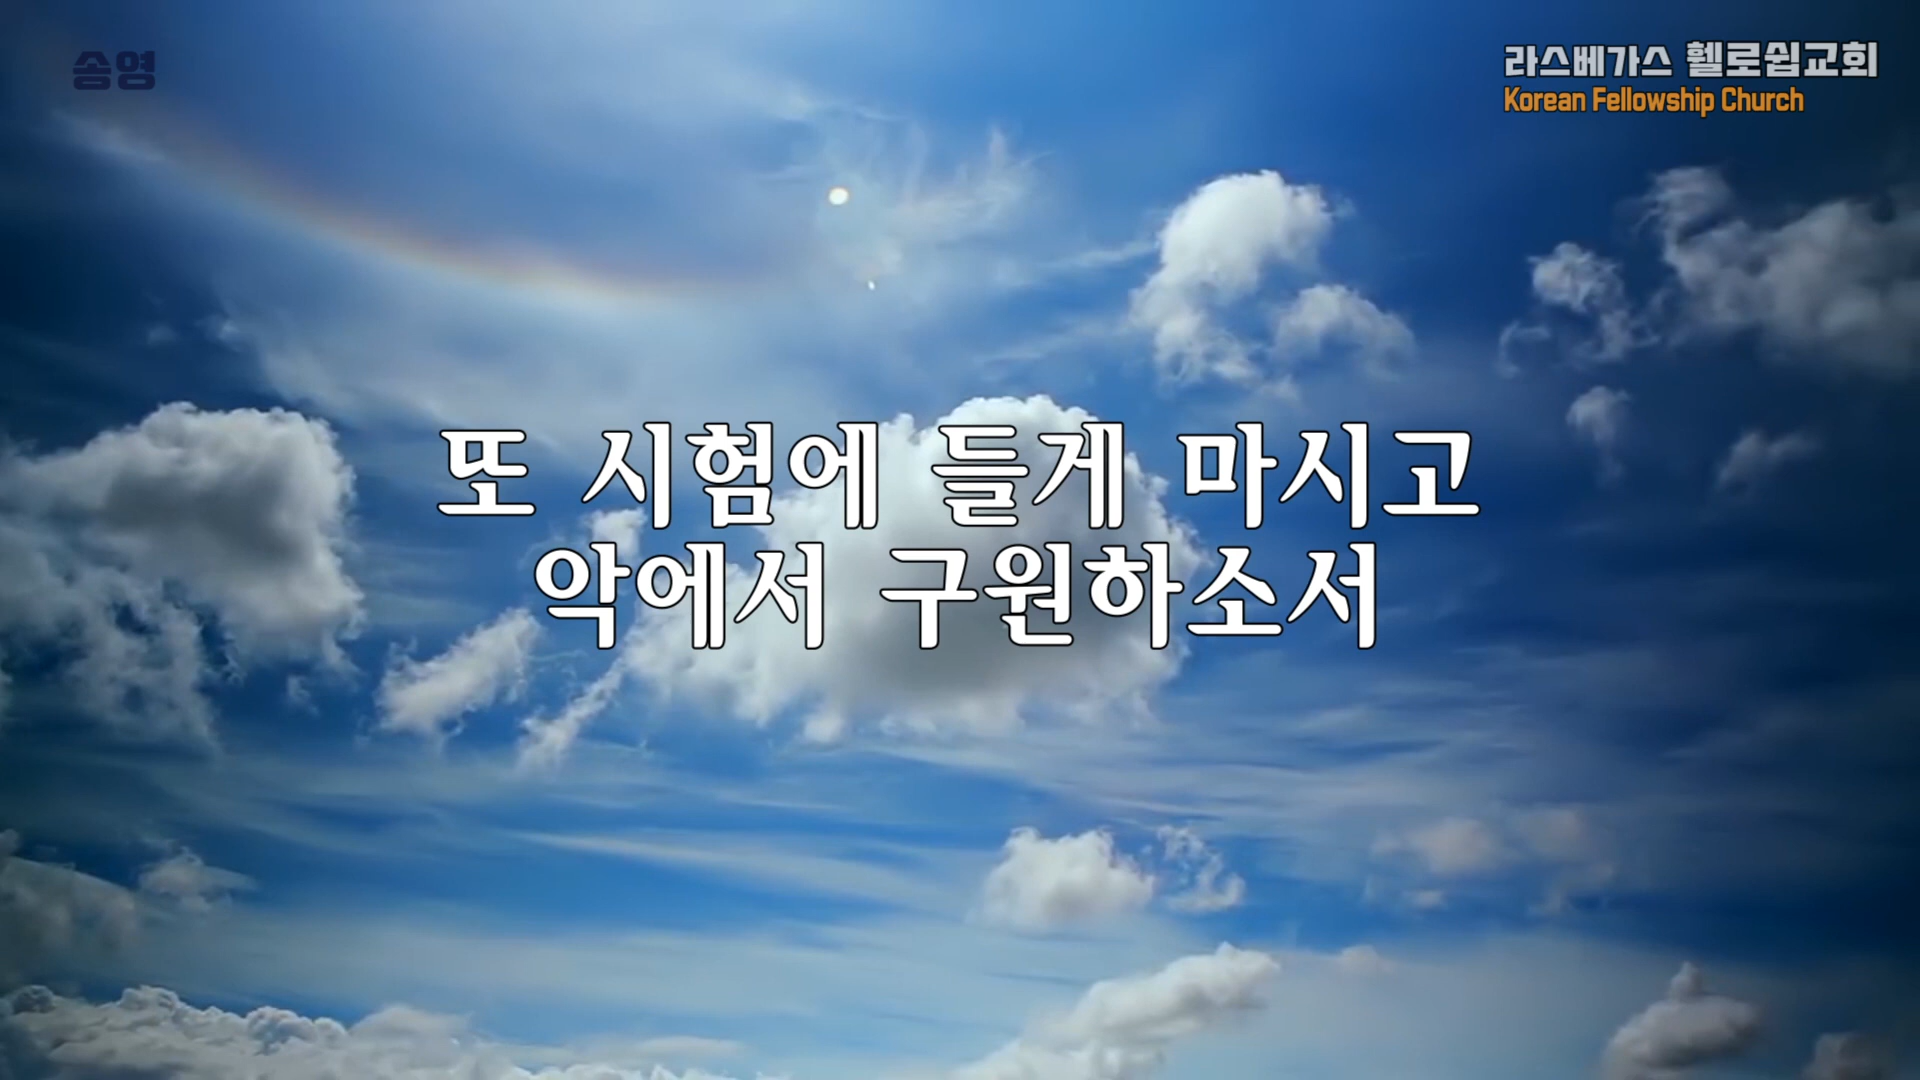 송영
라스베가스 휄로쉽교회
Korean Fellowship Church
또 시험에 들게 마시고
악에서 구원하소서